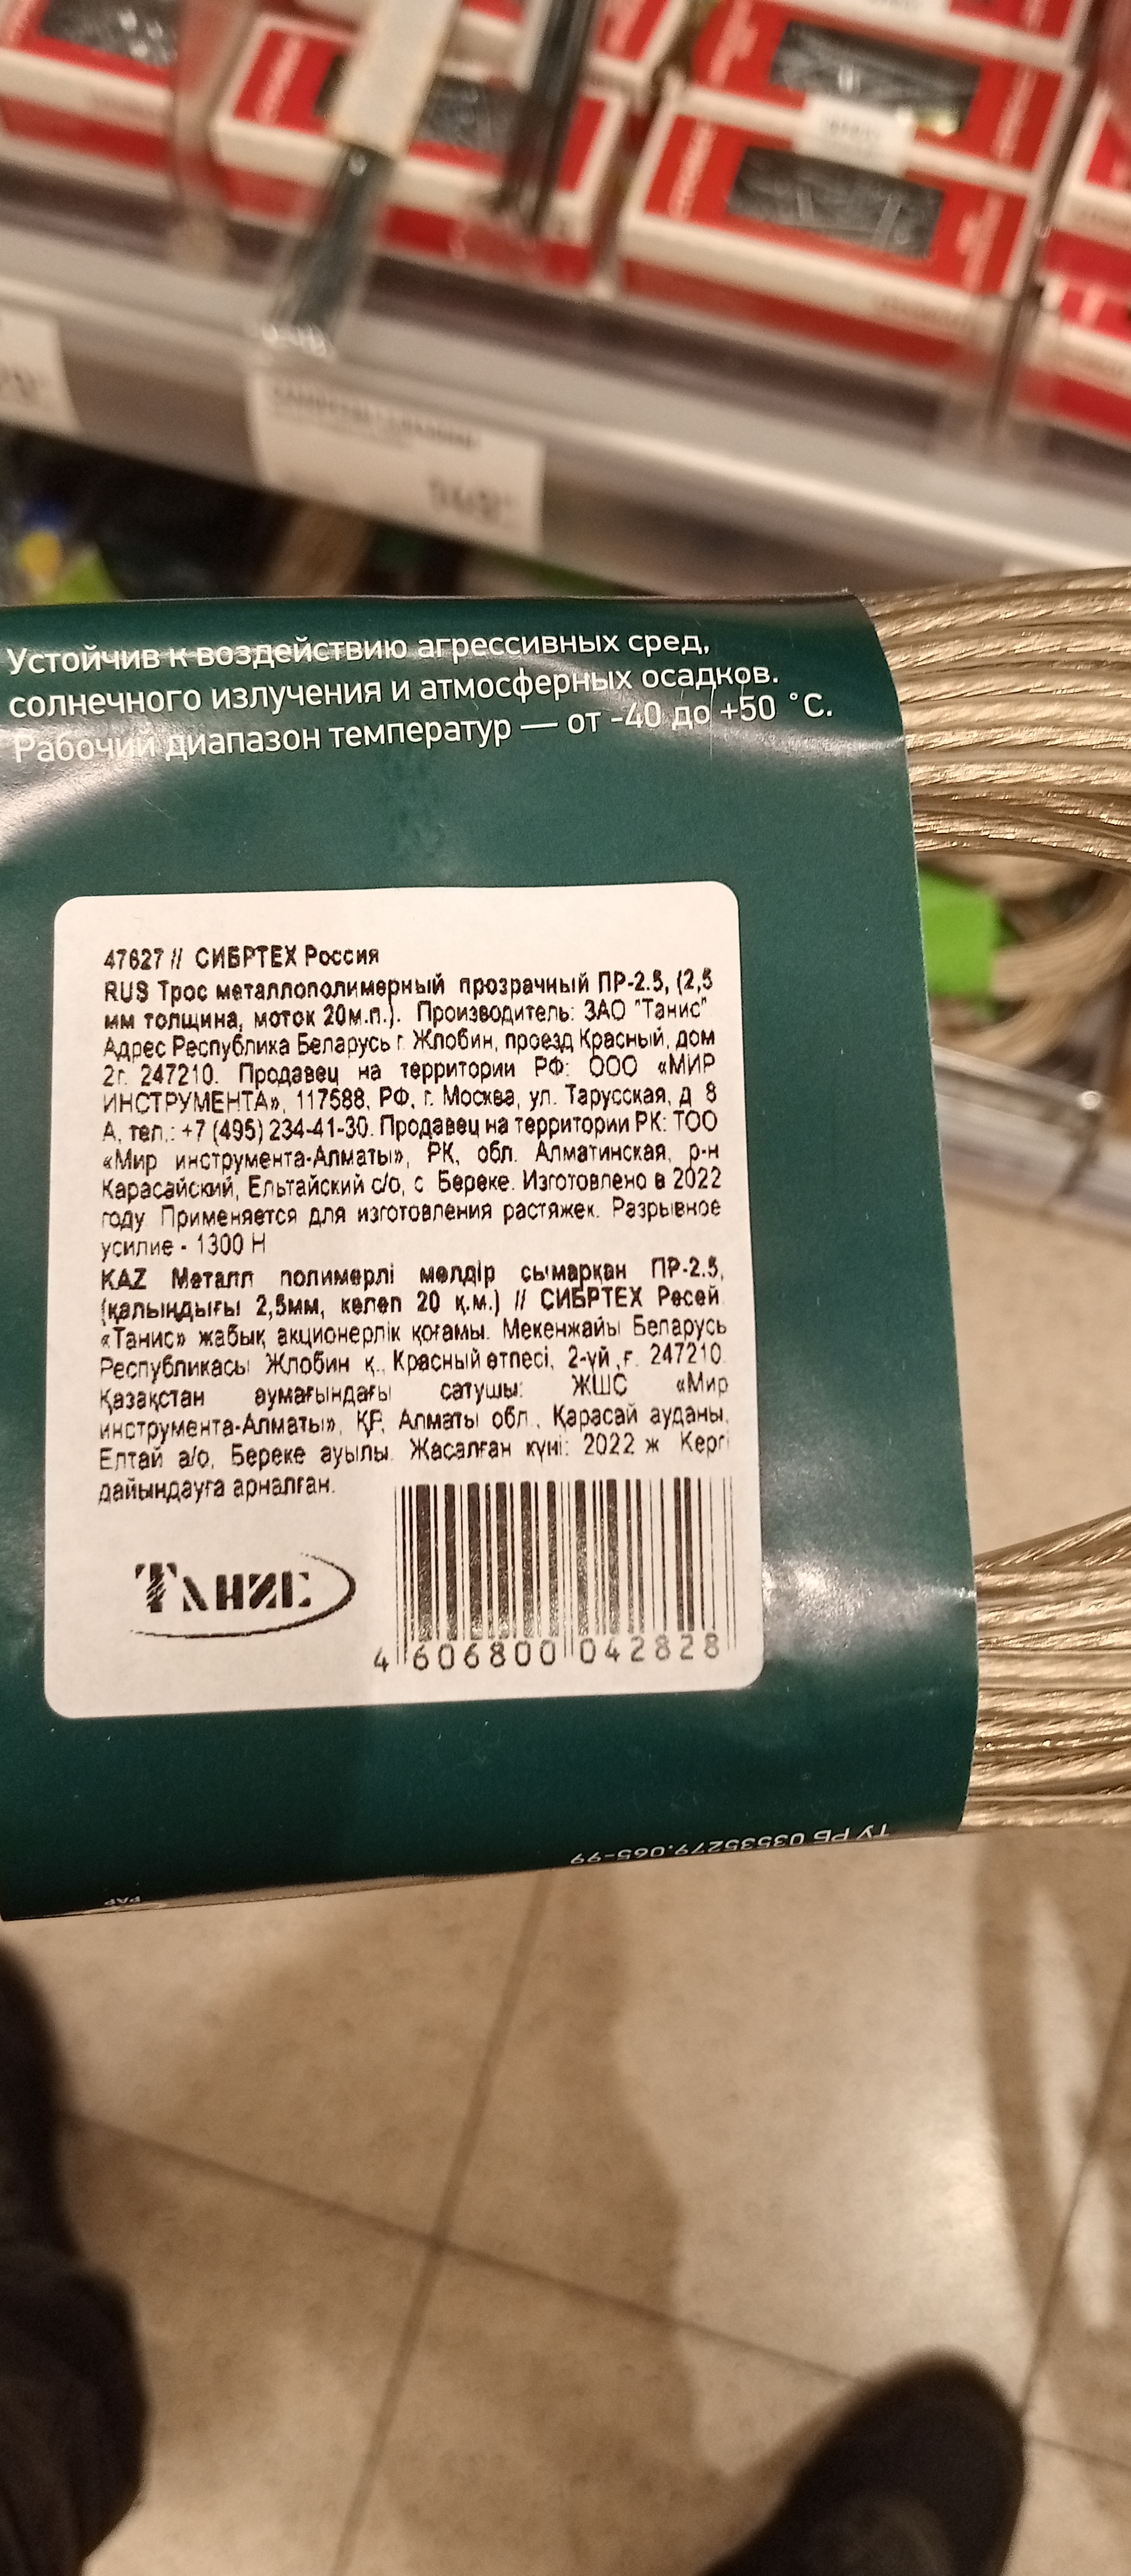 Устойчив к воздействию агрессивных сред,
солнечного излучения и атмосферных осадков.
Рабочий диапазон температур — от -40 до +50 °С.
47627 // СИБРТЕХ Россия
RUS Трос металлополимерный прозрачный ПР-2.5, (2,5
мм толщина, моток 20м.п.). Производитель: ЗАО "Танис"
Адрес Республика Беларусь г Жлобин, проезд Красный, дом
2г. 247210. Продавец на территории РФ: ООО «МИР
ИНСТРУМЕНТА», 117588, РФ, г. Москва, ул. Тарусская, д 8
А, тел.: +7 (495) 234-41-30. Продавец на территории РК: ТОО
«Мир инструмента-Алматы», РК, обл. Алматинская, р-н
Карасайский, Ельтайский с/о, с Береке. Изготовлено в 2022
году Применяется для изготовления растяжек. Разрывное
усилие - 1300 Н
KAZ Металл полимерлі мөлдір сымарқан ПР-2.5,
(қалыңдығы 2,5мм, келеп 20 қ.м.) // СИБРТЕХ Ресей
«Танис» жабық акционерлік қоғамы. Мекенжайы Беларусь
Республикасы Жлобин қ., Красный өтпесі, 2-үй ,г. 247210.
Қазақстан аумағындағы сатушы: ЖШС «Мир
инструмента-Алматы», ҚР, Алматы обл., Қарасай ауданы,
Елтай а/о, Береке ауылы. Жасалған күні: 2022 ж Кергі
дайындауға арналған.
Танис
4 606800 042828
ТУ РБ 03535279.065-99
PAP